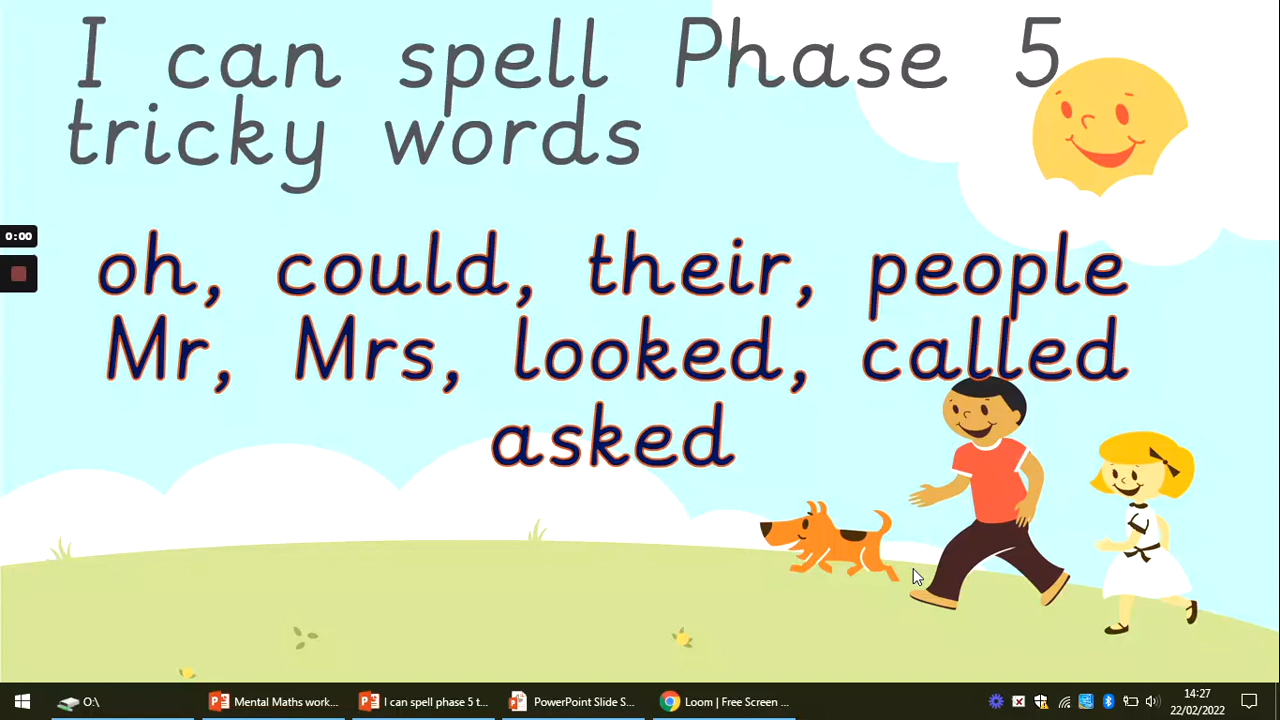 I can spell Phase 5
tricky words
0:00
oh, could, their, people
Mr, Mrs, looked, called
asked
O:\
Mental Maths work...
I can spell phase 5 t...
PowerPoint Slide S...
Loom | Free Screen ...
14:27
22/02/2022